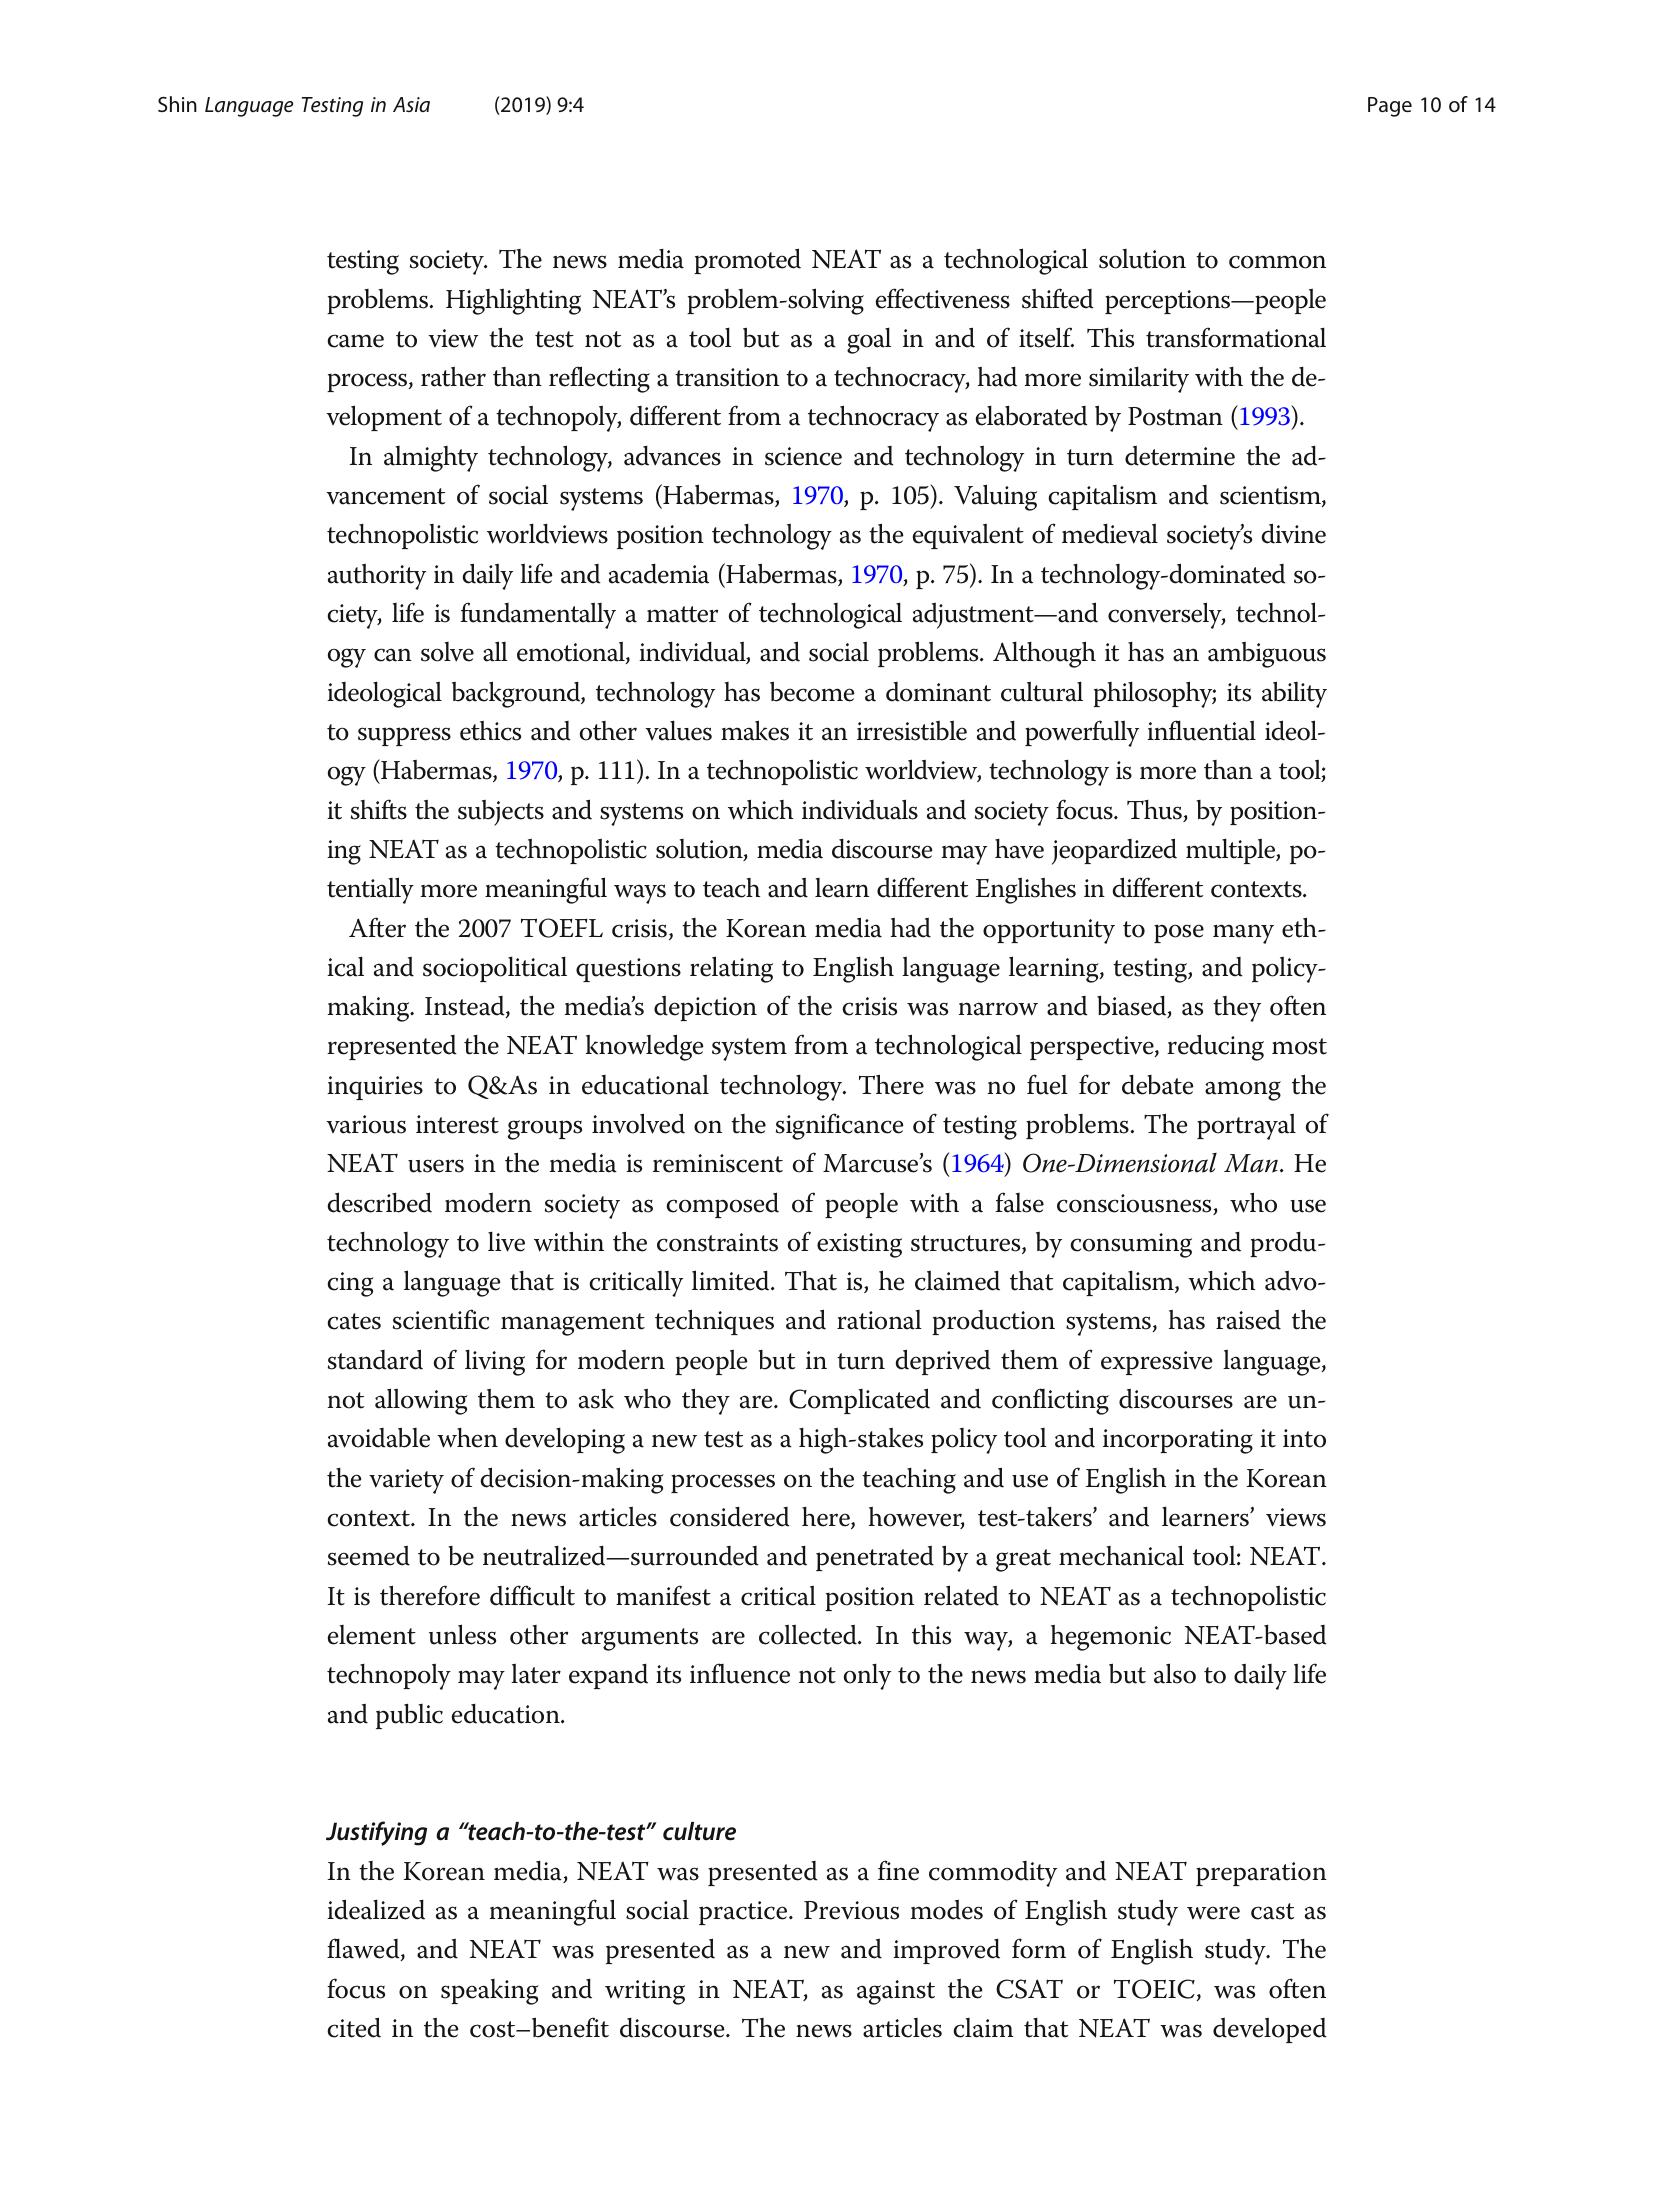 Shin Language Testing in Asia (2019) 9:4 Page 10 of 14
testing society. The news media promoted NEAT as a technological solution to common
problems. Highlighting NEAT’s problem-solving effectiveness shifted perceptions—people
came to view the test not as a tool but as a goal in and of itself. This transformational
process, rather than reflecting a transition to a technocracy, had more similarity with the de-
velopment of a technopoly, different from a technocracy as elaborated by Postman (1993).
In almighty technology, advances in science and technology in turn determine the ad-
vancement of social systems (Habermas, 1970, p. 105). Valuing capitalism and scientism,
technopolistic worldviews position technology as the equivalent of medieval society’s divine
authority in daily life and academia (Habermas, 1970, p. 75). In a technology-dominated so-
ciety, life is fundamentally a matter of technological adjustment—and conversely, technol-
ogy can solve all emotional, individual, and social problems. Although it has an ambiguous
ideological background, technology has become a dominant cultural philosophy; its ability
to suppress ethics and other values makes it an irresistible and powerfully influential ideol-
ogy (Habermas, 1970, p. 111). In a technopolistic worldview, technology is more than a tool;
it shifts the subjects and systems on which individuals and society focus. Thus, by position-
ing NEAT as a technopolistic solution, media discourse may have jeopardized multiple, po-
tentially more meaningful ways to teach and learn different Englishes in different contexts.
After the 2007 TOEFL crisis, the Korean media had the opportunity to pose many eth-
ical and sociopolitical questions relating to English language learning, testing, and policy-
making. Instead, the media’s depiction of the crisis was narrow and biased, as they often
represented the NEAT knowledge system from a technological perspective, reducing most
inquiries to Q&As in educational technology. There was no fuel for debate among the
various interest groups involved on the significance of testing problems. The portrayal of
NEAT users in the media is reminiscent of Marcuse’s (1964) One-Dimensional Man. He
described modern society as composed of people with a false consciousness, who use
technology to live within the constraints of existing structures, by consuming and produ-
cing a language that is critically limited. That is, he claimed that capitalism, which advo-
cates scientific management techniques and rational production systems, has raised the
standard of living for modern people but in turn deprived them of expressive language,
not allowing them to ask who they are. Complicated and conflicting discourses are un-
avoidable when developing a new test as a high-stakes policy tool and incorporating it into
the variety of decision-making processes on the teaching and use of English in the Korean
context. In the news articles considered here, however, test-takers’ and learners’ views
seemed to be neutralized—surrounded and penetrated by a great mechanical tool: NEAT.
It is therefore difficult to manifest a critical position related to NEAT as a technopolistic
element unless other arguments are collected. In this way, a hegemonic NEAT-based
technopoly may later expand its influence not only to the news media but also to daily life
and public education.
Justifying a “teach-to-the-test” culture
In the Korean media, NEAT was presented as a fine commodity and NEAT preparation
idealized as a meaningful social practice. Previous modes of English study were cast as
flawed, and NEAT was presented as a new and improved form of English study. The
focus on speaking and writing in NEAT, as against the CSAT or TOEIC, was often
cited in the cost–benefit discourse. The news articles claim that NEAT was developed